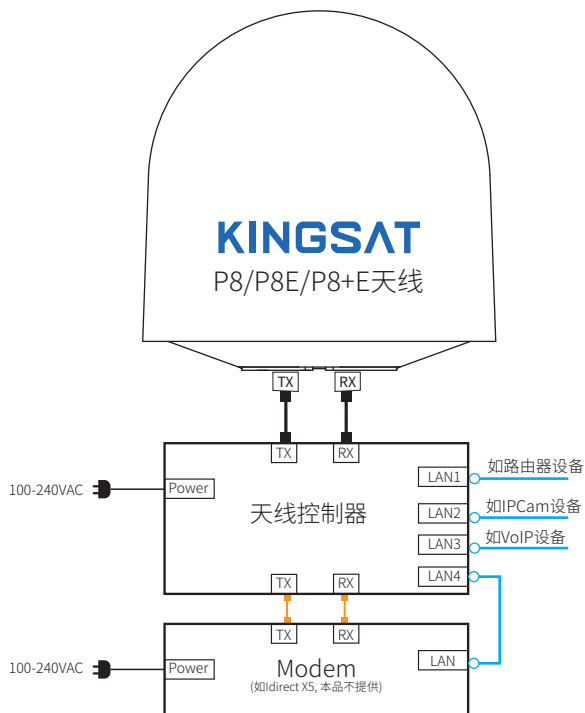 KINGSAT
P8/P8E/P8+E天线
TX RX
TX RX
LAN1 如路由器设备
100-240VAC Power
天线控制器
LAN2 如IPCam设备
LAN3 如VoIP设备
LAN4
TX RX
TX RX
100-240VAC Power
Modem
LAN
(如Idirect X5, 本品不提供)